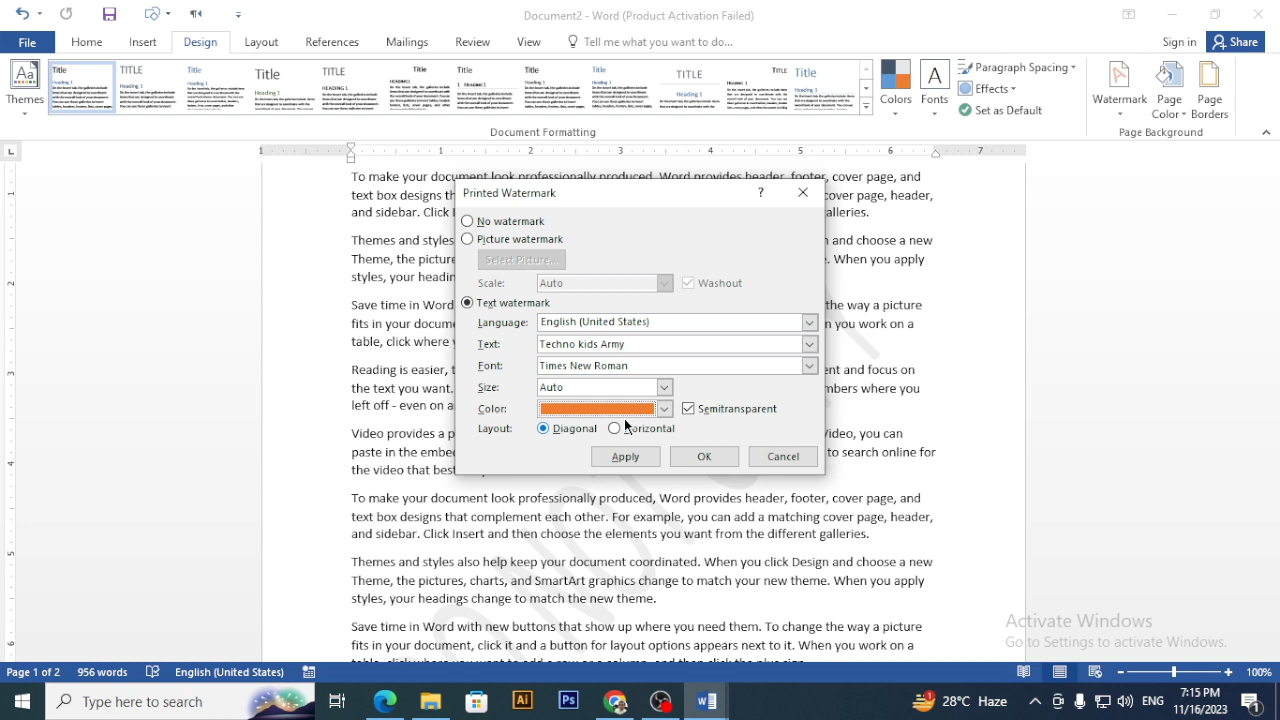 Document2 - Word (Product Activation Failed)
File Home Insert Design Layout References Mailings Review View Tell me what you want to do... Sign in Share
Themes
Colors Fonts
Paragraph Spacing
Effects
Set as Default
Watermark Page Color Page Borders
Document Formatting Page Background
To make your document look professionally produced, Word provides header, footer, cover page, and
text box designs th cover page, header,
and sidebar. Click I alleries.
Themes and styles n and choose a new
Theme, the picture . When you apply
styles, your headin
Save time in Word the way a picture
fits in your docume n you work on a
table, click where y
Reading is easier, t ent and focus on
the text you want. mbers where you
left off - even on a
Video provides a p ideo, you can
paste in the embe to search online for
the video that best
Printed Watermark ?
No watermark
Picture watermark
Select Picture...
Scale: Auto Washout
Text watermark
Language: English (United States)
Text: Techno kids Army
Font: Times New Roman
Size: Auto
Color: Semitransparent
Layout: Diagonal Horizontal
Apply OK Cancel
To make your document look professionally produced, Word provides header, footer, cover page, and
text box designs that complement each other. For example, you can add a matching cover page, header,
and sidebar. Click Insert and then choose the elements you want from the different galleries.
Themes and styles also help keep your document coordinated. When you click Design and choose a new
Theme, the pictures, charts, and SmartArt graphics change to match your new theme. When you apply
styles, your headings change to match the new theme.
Save time in Word with new buttons that show up where you need them. To change the way a picture
fits in your document, click it and a button for layout options appears next to it. When you work on a
Activate Windows
Go to Settings to activate Windows.
Page 1 of 2 956 words English (United States) 100%
Type here to search
28°C Haze ENG 7:15 PM
11/16/2023